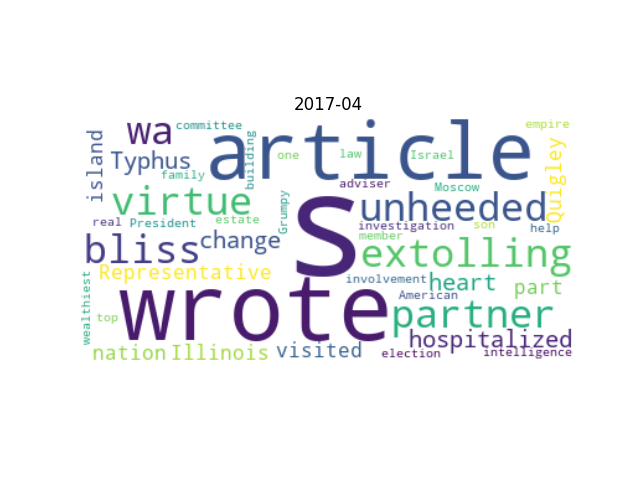 2017-04
committee
empire
wa
article
building
one
law
Israel
island
Typhus
family
adviser
Moscow
Quigley
virtue
s
unheeded
real
President
estate
Grumpy
investigation
son
help
member
bliss
change
extolling
Representative
involvement
heart
wealthiest
wrote
American
part
top
partner
hospitalized
nation
Illinois
visited
election
intelligence